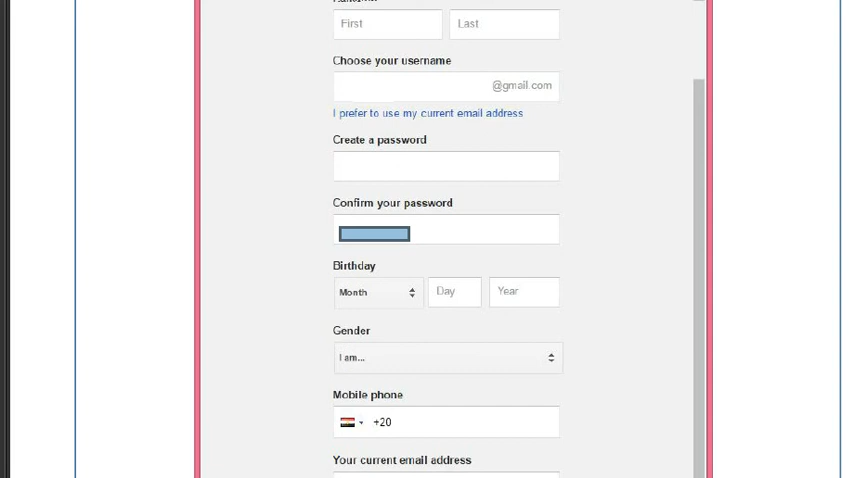 First Last
Choose your username
@gmail.com
I prefer to use my current email address
Create a password
Confirm your password
Birthday
Month Day Year
Gender
I am...
Mobile phone
+20
Your current email address